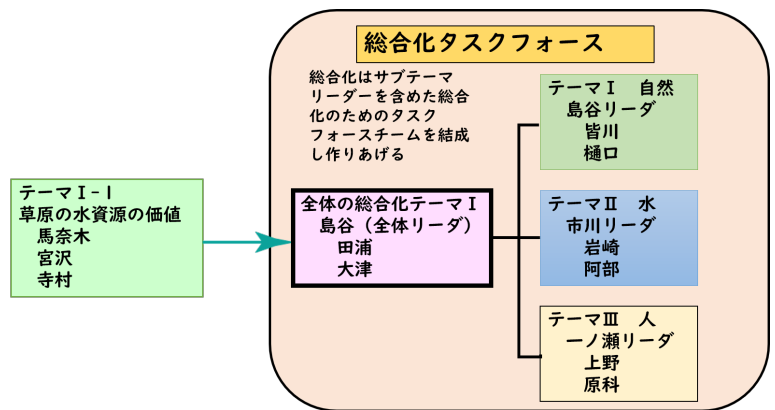 総合化タスクフォース
総合化はサブテーマ
リーダーを含めた総合
化のためのタスク
フォースチームを結成
し作りあげる
テーマⅠ-1
草原の水資源の価値
馬奈木
宮沢
寺村
全体の総合化テーマⅠ
島谷（全体リーダ）
田浦
大津
テーマⅠ　自然
島谷リーダ
皆川
樋口
テーマⅡ　水
市川リーダ
岩崎
阿部
テーマⅢ　人
一ノ瀬リーダ
上野
原科